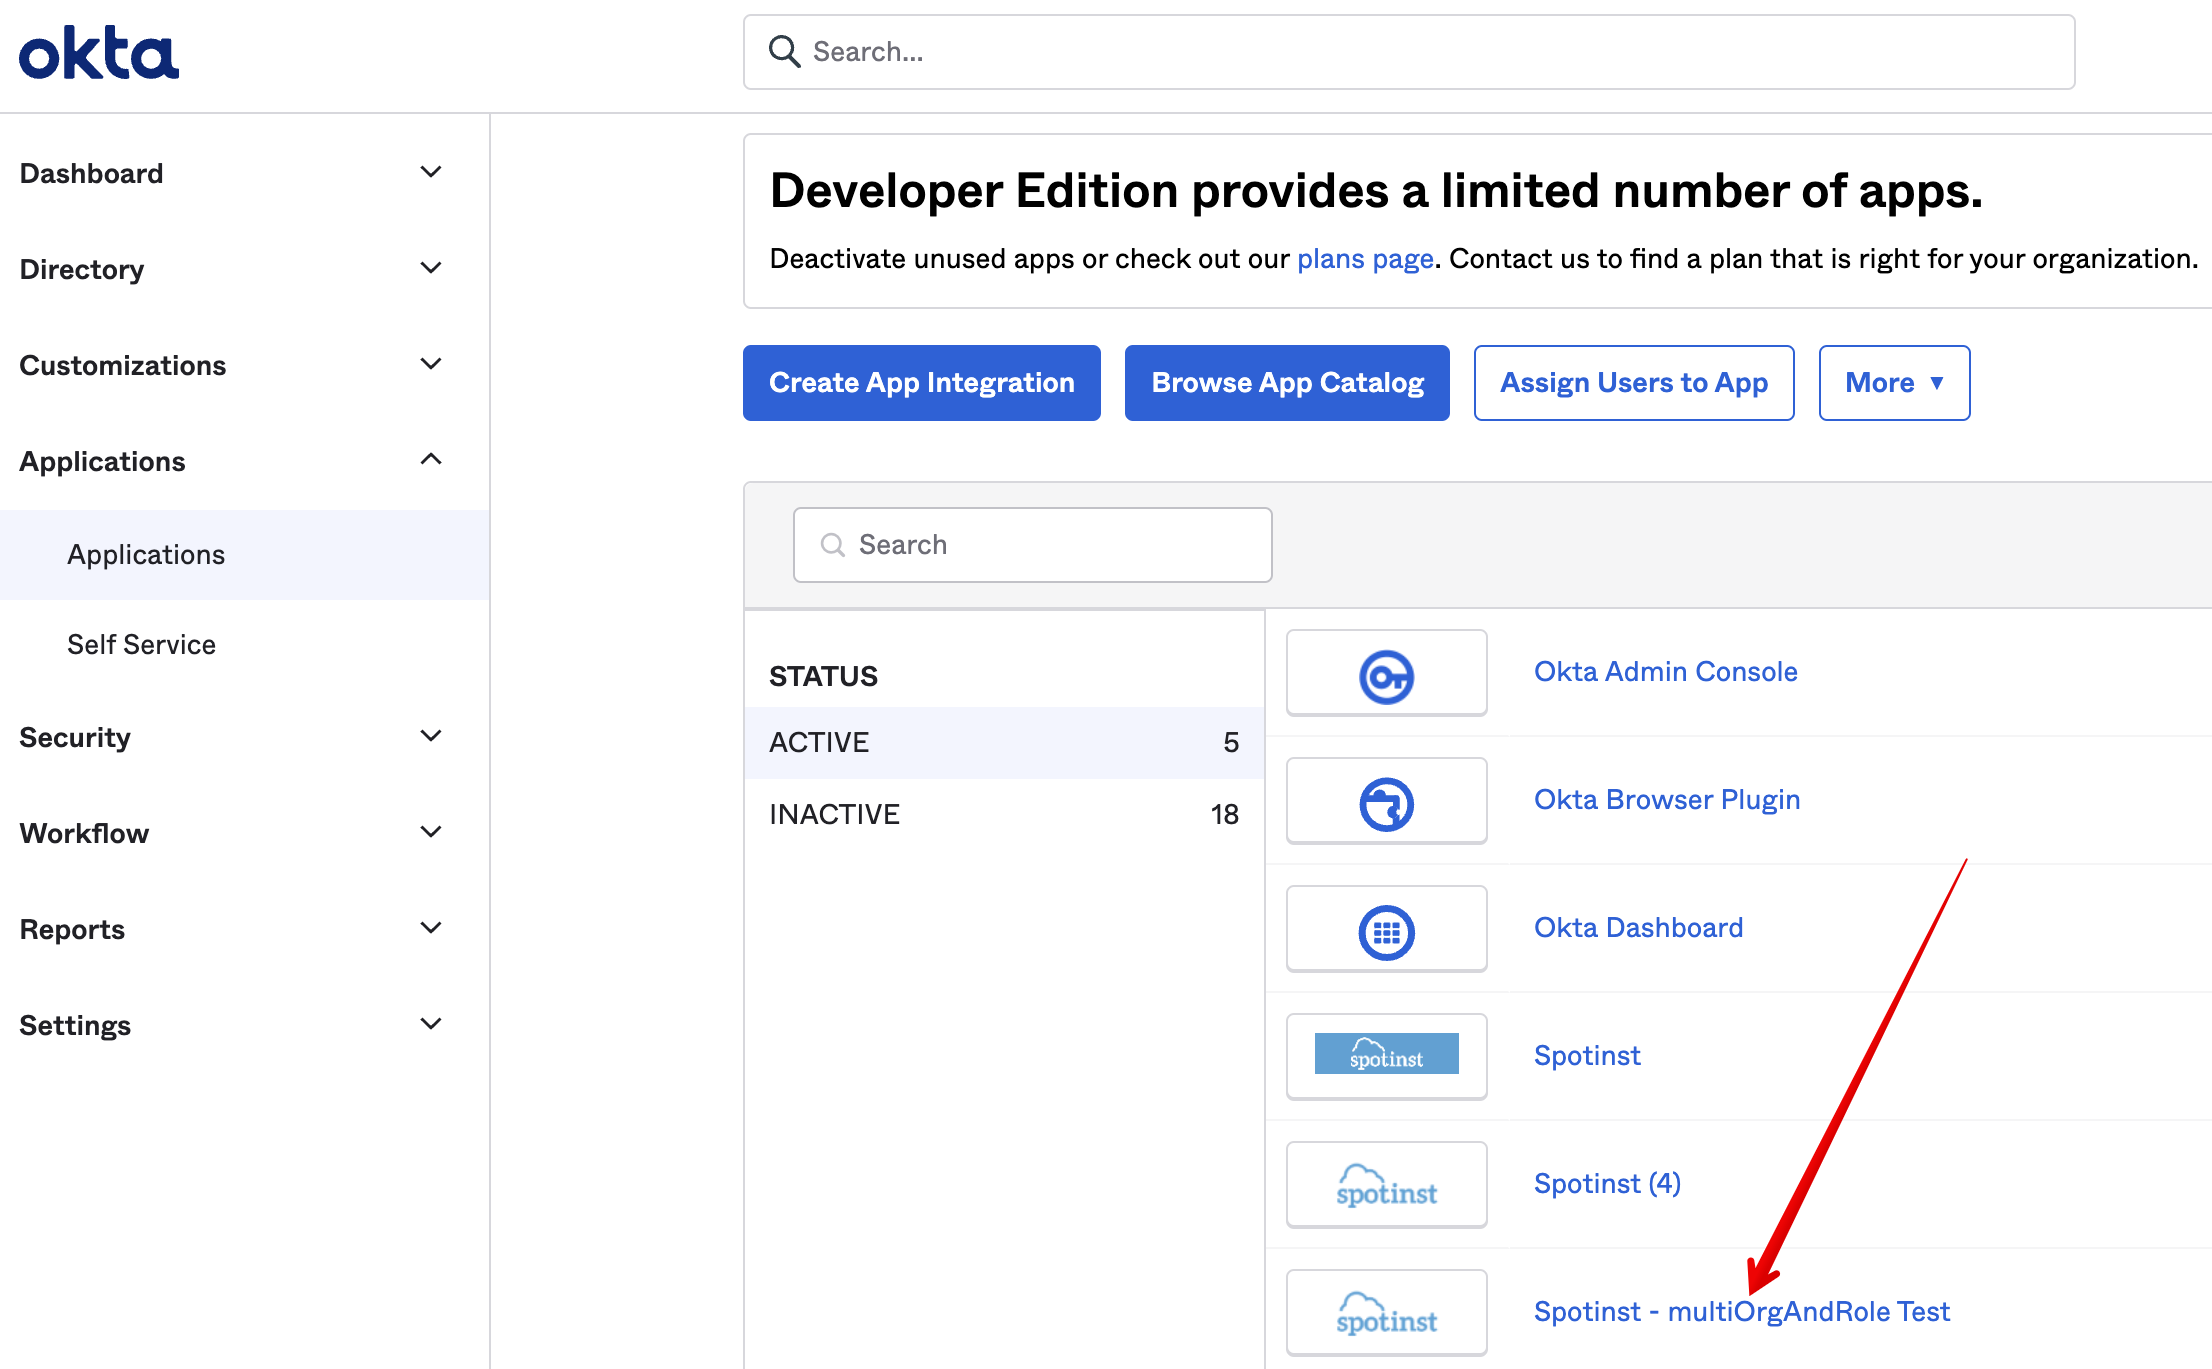 okta
Search...
Dashboard
Directory
Customizations
Applications
Applications
Self Service
Security
Workflow
Reports
Settings
Developer Edition provides a limited number of apps.
Deactivate unused apps or check out our plans page. Contact us to find a plan that is right for your organization.
Create App Integration
Browse App Catalog
Assign Users to App
More
Search
STATUS
ACTIVE 5
INACTIVE 18
Okta Admin Console
Okta Browser Plugin
Okta Dashboard
spotinst
Spotinst
spotinst
Spotinst (4)
spotinst
Spotinst - multiOrgAndRole Test